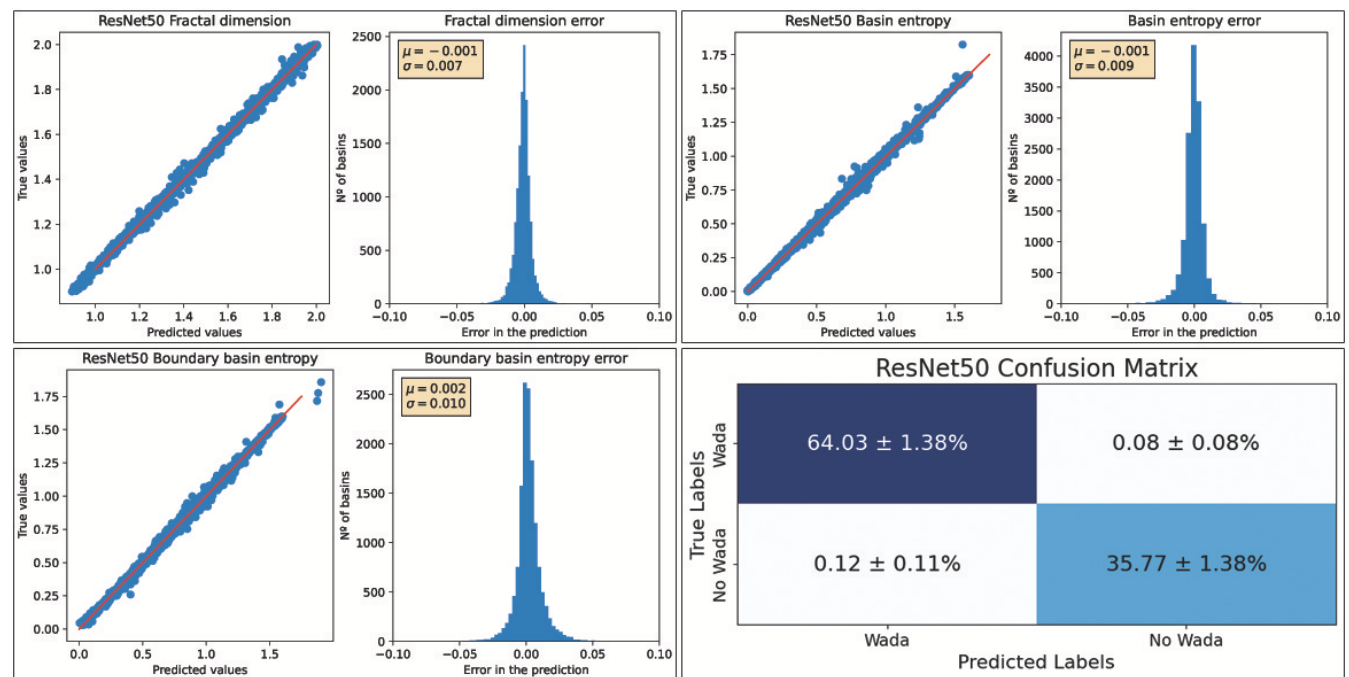 ResNet50 Fractal dimension
True values
2.0
1.8
1.6
1.4
1.2
1.0
1.0 1.2 1.4 1.6 1.8 2.0
Predicted values
Fractal dimension error
μ = −0.001
σ = 0.007
Nº of basins
2500
2000
1500
1000
500
0
−0.10 −0.05 0.00 0.05 0.10
Error in the prediction
ResNet50 Basin entropy
True values
1.75
1.50
1.25
1.00
0.75
0.50
0.25
0.00
0.0 0.5 1.0 1.5
Predicted values
Basin entropy error
μ = −0.001
σ = 0.009
Nº of basins
4000
3500
3000
2500
2000
1500
1000
500
0
−0.10 −0.05 0.00 0.05 0.10
Error in the prediction
ResNet50 Boundary basin entropy
True values
1.75
1.50
1.25
1.00
0.75
0.50
0.25
0.00
0.0 0.5 1.0 1.5
Predicted values
Boundary basin entropy error
μ = 0.002
σ = 0.010
Nº of basins
2500
2000
1500
1000
500
0
−0.10 −0.05 0.00 0.05 0.10
Error in the prediction
ResNet50 Confusion Matrix
True Labels
Wada
64.03 ± 1.38% 0.08 ± 0.08%
No Wada
0.12 ± 0.11% 35.77 ± 1.38%
Wada No Wada
Predicted Labels